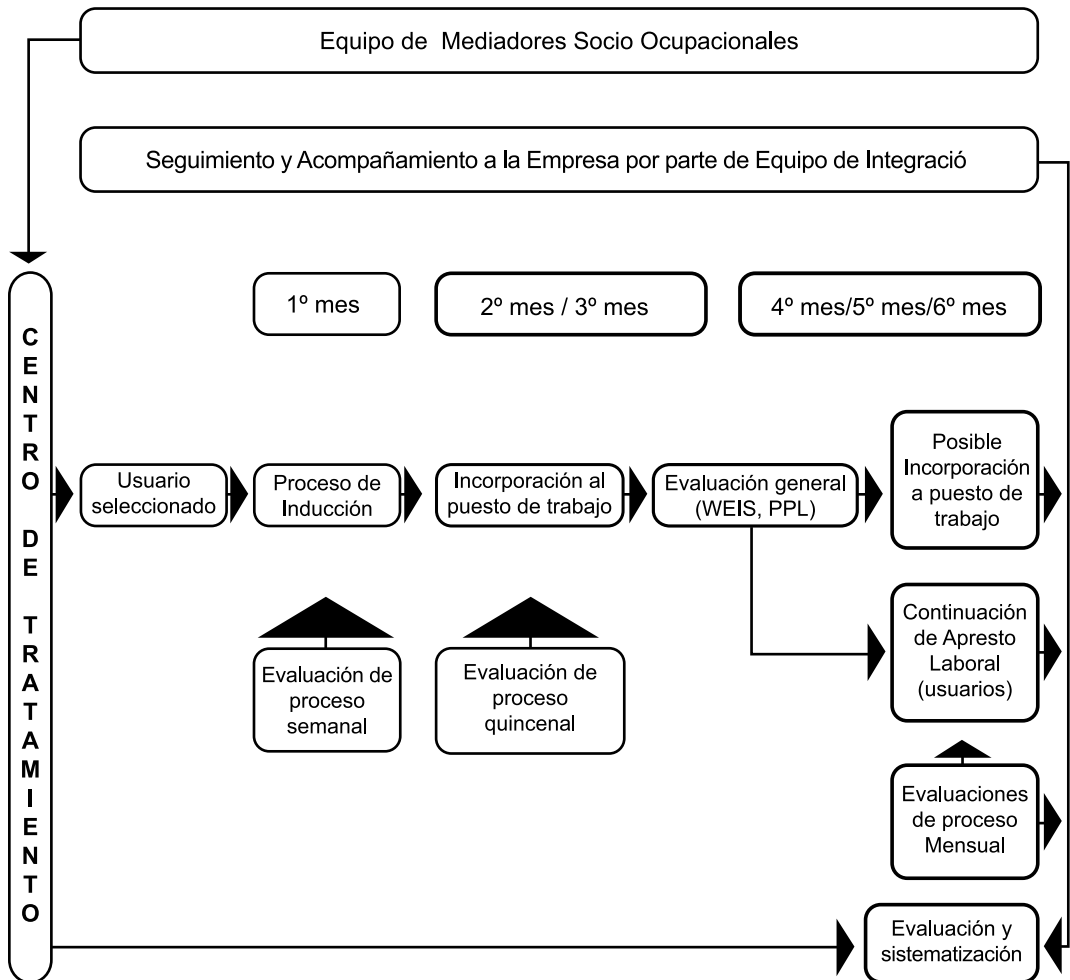 Equipo de Mediadores Socio Ocupacionales
Seguimiento y Acompañamiento a la Empresa por parte de Equipo de Integració
1º mes
2º mes / 3º mes
4º mes/5º mes/6º mes
CENTRO DE TRATAMIENTO
Usuario
seleccionado
Proceso de
Inducción
Incorporación al
puesto de trabajo
Evaluación general
(WEIS, PPL)
Posible
Incorporación
a puesto de
trabajo
Evaluación de
proceso
semanal
Evaluación de
proceso
quincenal
Continuación
de Apresto
Laboral
(usuarios)
Evaluaciones
de proceso
Mensual
Evaluación y
sistematización